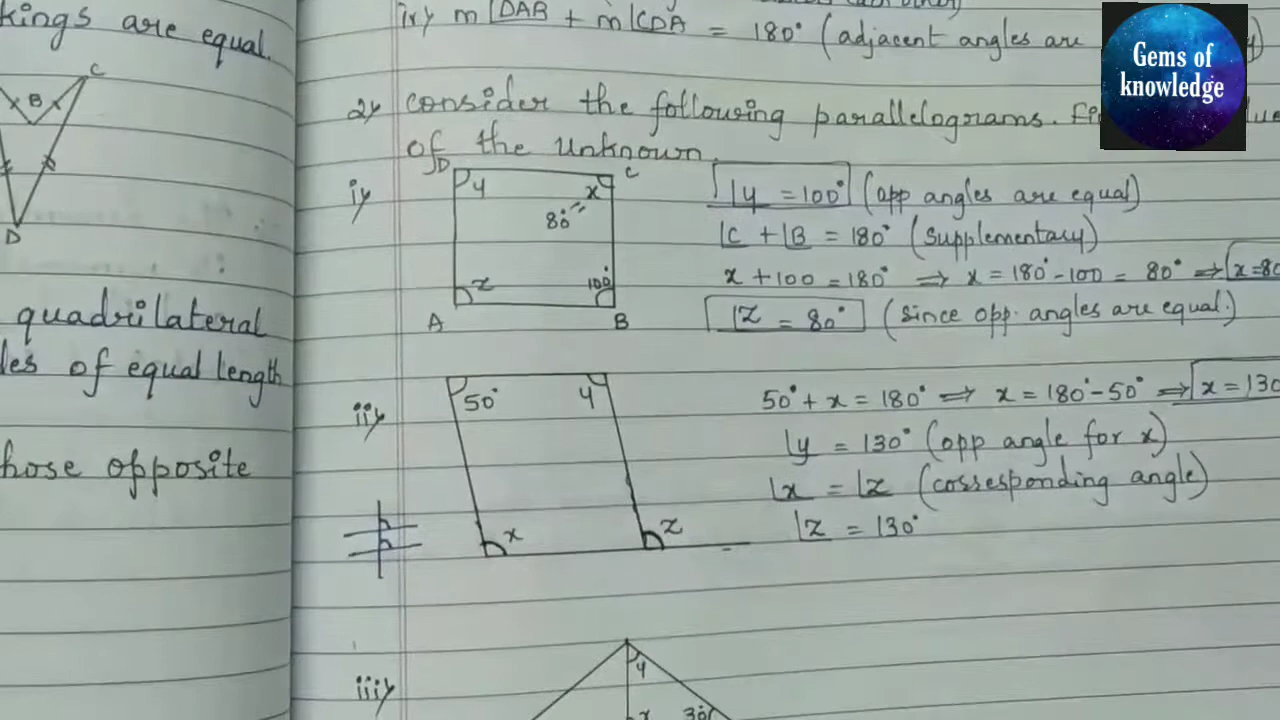 kings are equal.
C
B
D
quadrilateral
les of equal length
hose opposite
ix) m∠DAB + m∠CDA = 180° (adjacent angles are
Gems of
knowledge
2) Consider the following parallelograms.
of the unknown.
i)
D
C
y
x
80°
z
100°
A
B
∠y = 100° (opp angles are equal)
∠C + ∠B = 180° (Supplementary)
x + 100 = 180° ⇒ x = 180° - 100 = 80° ⇒ x = 80
∠z = 80° (since opp. angles are equal.)
ii)
50°
y
x
z
50° + x = 180° ⇒ x = 180° - 50° ⇒ x = 130
∠y = 130° (opp angle for x)
∠x = ∠z (corresponding angle)
∠z = 130°
iii)
y
x
30°